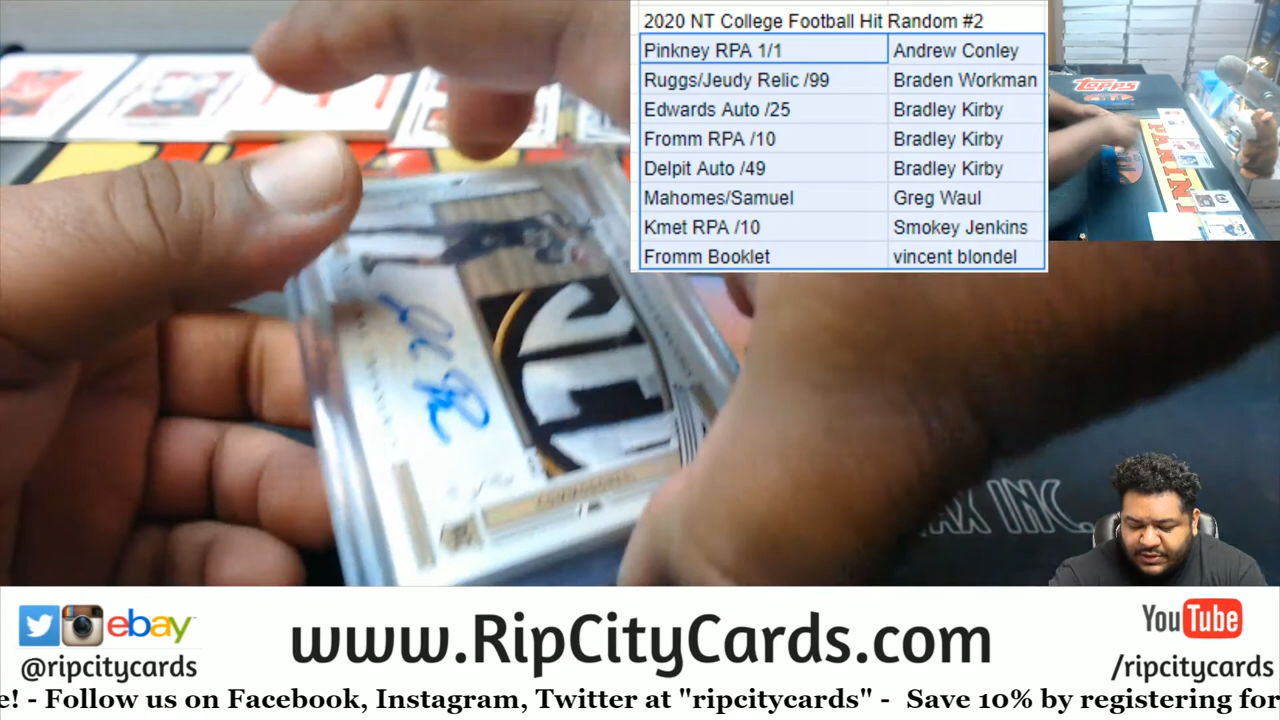 2020 NT College Football Hit Random #2
Pinkney RPA 1/1 Andrew Conley
Ruggs/Jeudy Relic /99 Braden Workman
Edwards Auto /25 Bradley Kirby
Fromm RPA /10 Bradley Kirby
Delpit Auto /49 Bradley Kirby
Mahomes/Samuel Greg Waul
Kmet RPA /10 Smokey Jenkins
Fromm Booklet vincent blondel
TOPPS
PANINI
INC.
ebay
@ripcitycards
www.RipCityCards.com
YouTube
/ripcitycards
e! - Follow us on Facebook, Instagram, Twitter at "ripcitycards" - Save 10% by registering for